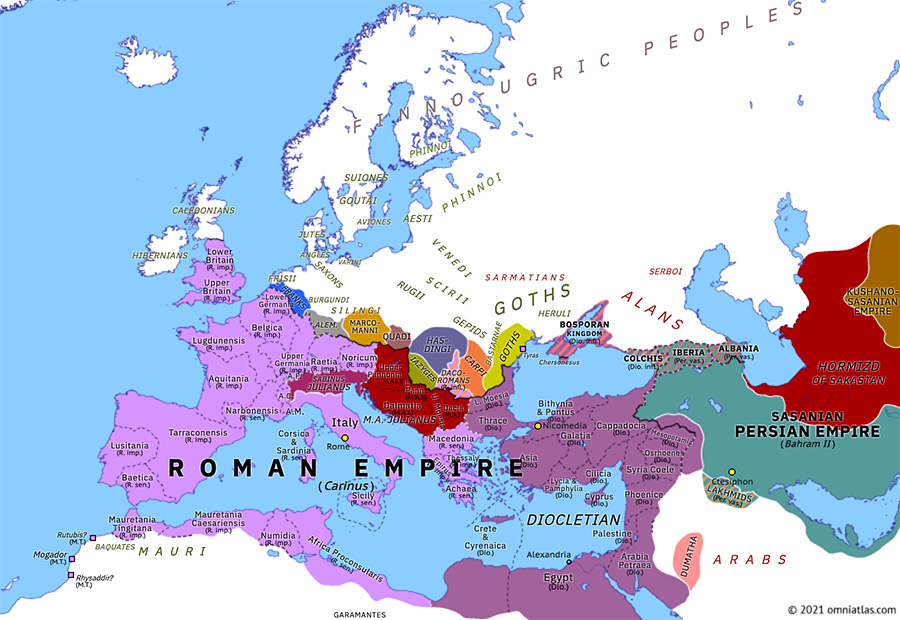 FINNO-UGRIC PEOPLES
PHINNOI
SUIONES
GOUTAI
PHINNOI
AVIONES
AESTI
CALEDONIANS
HIBERNIANS
JUTES
ANGLES
VARINI
SAXONS
VENEDI
FRISII
FRANKS
BURGUNDI
SILINGI
RUGII
SCIRII
SARMATIANS
GOTHS
HERULI
SERBOI
ALANS
Lower
Britain
(R. imp.)
Upper
Britain
(R. imp.)
Lower
Germania
(R. imp.)
Belgica
(R. imp.)
ALEM.
MARCO-
MANNI
QUADI
HAS-
DINGI
GEPIDS
BASTARNAE
GOTHS
Tyras
BOSPORAN
KINGDOM
(Dio. infl.)
Chersonesus
KUSHANO-
SASANIAN
EMPIRE
Lugdunensis
(R. imp.)
Upper
Germania
(R. imp.)
Raetia
(R. imp.)
Noricum
(R. imp.)
Upper
Pannonia
(M.A.J.)
IAZYGES
DACO-
ROMANS
(R. infl.)
CARPI
COLCHIS
(Dio. infl.)
IBERIA
(Per. vas.)
ALBANIA
(Per. vas.)
HORMIZD
OF SAKASTAN
Aquitania
(R. imp.)
A.P.
A.C.
A.M.
SABINUS
JULIANUS
Dalmatia
M.A.-JULIANUS
Dacia
L. Moesia
(Dio.)
Thrace
(Dio.)
Bithynia
& Pontus
(Dio.)
Nicomedia
Galatia
(Dio.)
Cappadocia
(Dio.)
Mesopotamia
Osrhoene
(Dio.)
SASANIAN
PERSIAN EMPIRE
(Bahram II)
Narbonensis
(R. sen.)
Tarraconensis
(R. imp.)
Lusitania
(R. imp.)
Baetica
(R. sen.)
Corsica
&
Sardinia
(R. sen.)
Italy
Rome
Macedonia
(R. sen.)
Thessaly
(R. imp.)
Epirus
Achaea
(R. sen.)
Asia
(Dio.)
Lycia &
Pamphylia
(Dio.)
Cilicia
(Dio.)
Cyprus
(Dio.)
Syria Coele
(Dio.)
Phoenice
(Dio.)
Ctesiphon
LAKHMIDS
(Per. vas.)
ROMAN EMPIRE
(Carinus)
Sicily
(R. sen.)
DIOCLETIAN
Crete
&
Cyrenaica
(Dio.)
Palestine
(Dio.)
Alexandria
Arabia
Petraea
(Dio.)
Egypt
(Dio.)
DUMATHA
ARABS
Rutubis?
(M.T.)
Mogador
(M.T.)
Rhysaddir?
(M.T.)
Mauretania
Tingitana
(R. imp.)
BAQUATES
MAURI
Mauretania
Caesariensis
(R. imp.)
Numidia
(R. imp.)
Africa Proconsularis
(R. sen.)
GARAMANTES
© 2021 omniatlas.com